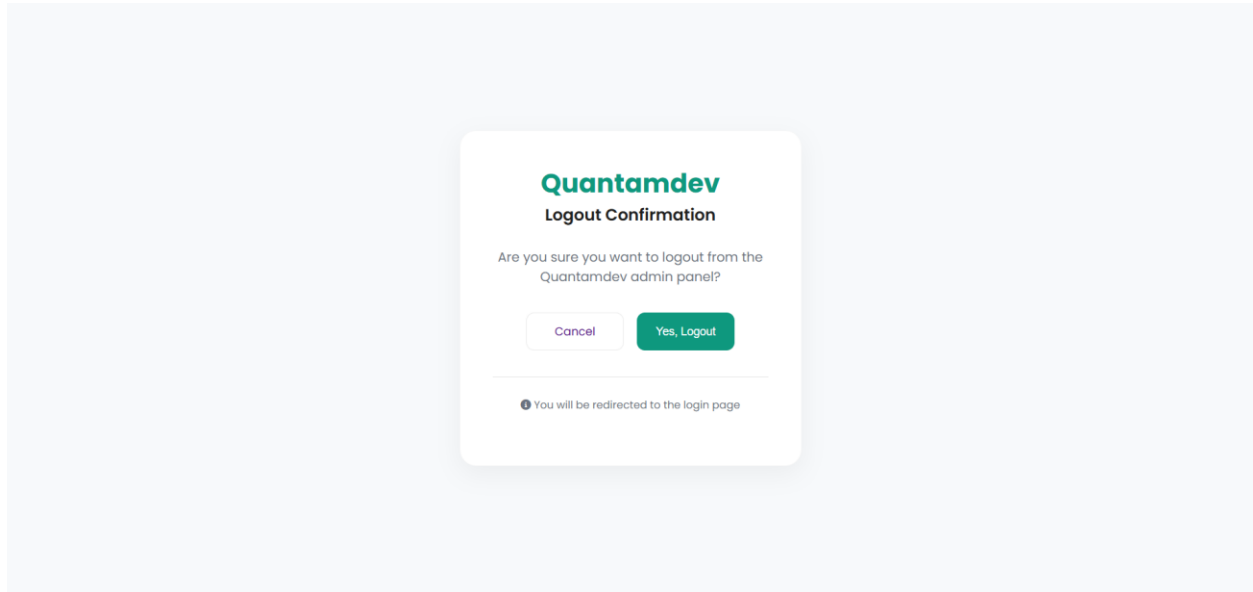 Quantamdev
Logout Confirmation
Are you sure you want to logout from the
Quantamdev admin panel?
Cancel
Yes, Logout
You will be redirected to the login page